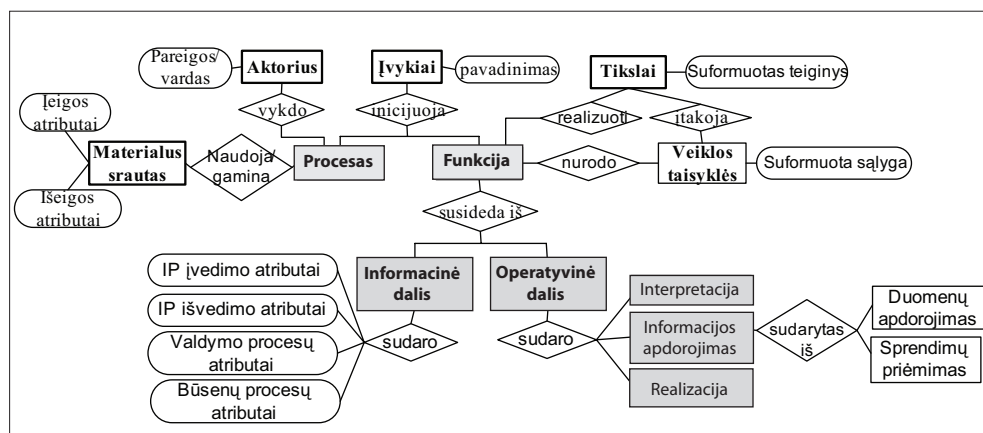 Pareigos/
vardas
Aktorius
Įvykiai
pavadinimas
Tikslai
Suformuotas teiginys
Įeigos
atributai
vykdo
inicijuoja
realizuoti
įtakoja
Materialus
srautas
Naudoja/
gamina
Procesas
Funkcija
nurodo
Veiklos
taisyklės
Suformuota sąlyga
Išeigos
atributai
susideda iš
IP įvedimo atributai
IP išvedimo atributai
Valdymo procesų
atributai
Būsenų procesų
atributai
Informacinė
dalis
sudaro
Operatyvinė
dalis
sudaro
Interpretacija
Informacijos
apdorojimas
Realizacija
sudarytas
iš
Duomenų
apdorojimas
Sprendimų
priėmimas